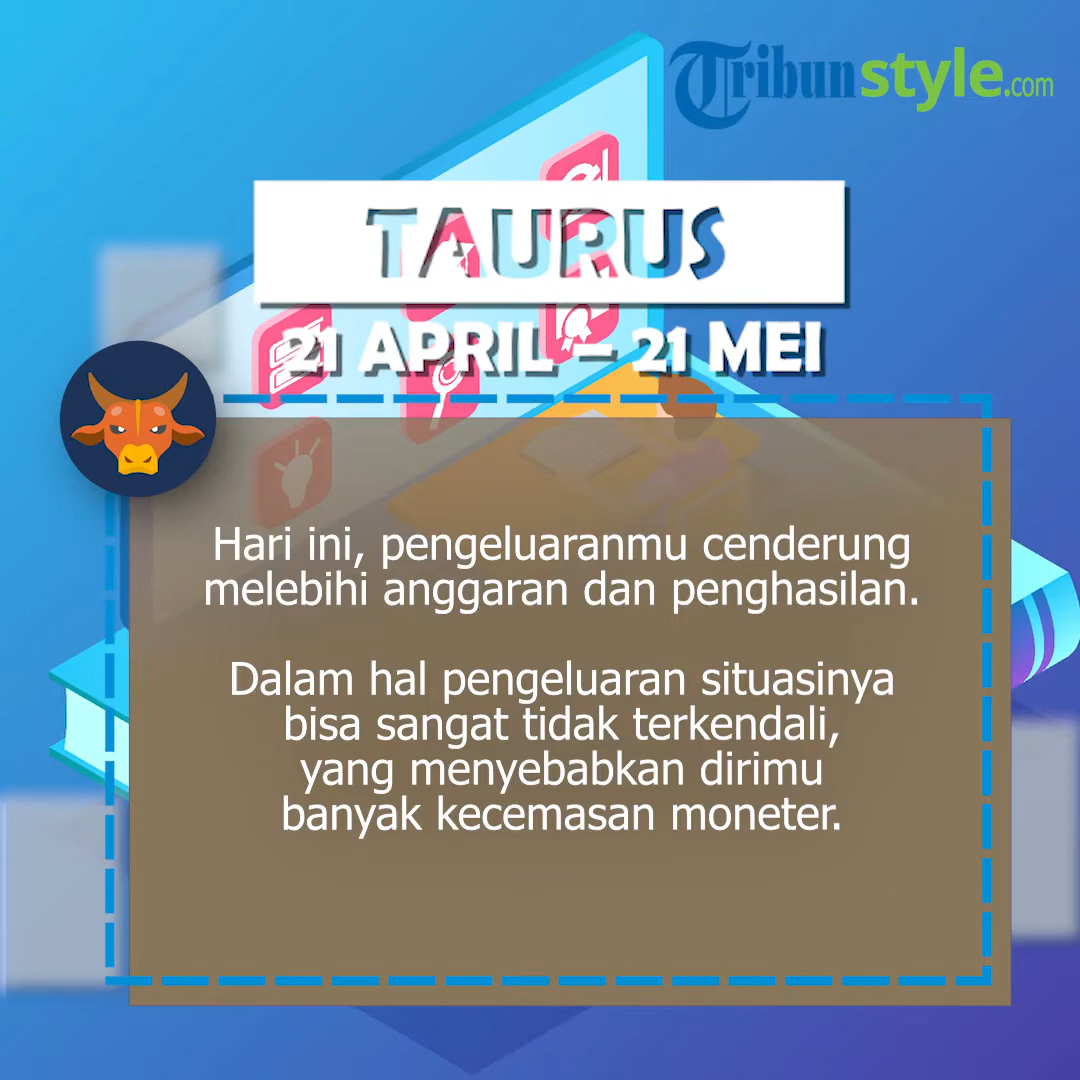 Tribunstyle.com
TAURUS
21 APRIL – 21 MEI
Hari ini, pengeluaranmu cenderung
melebihi anggaran dan penghasilan.
Dalam hal pengeluaran situasinya
bisa sangat tidak terkendali,
yang menyebabkan dirimu
banyak kecemasan moneter.